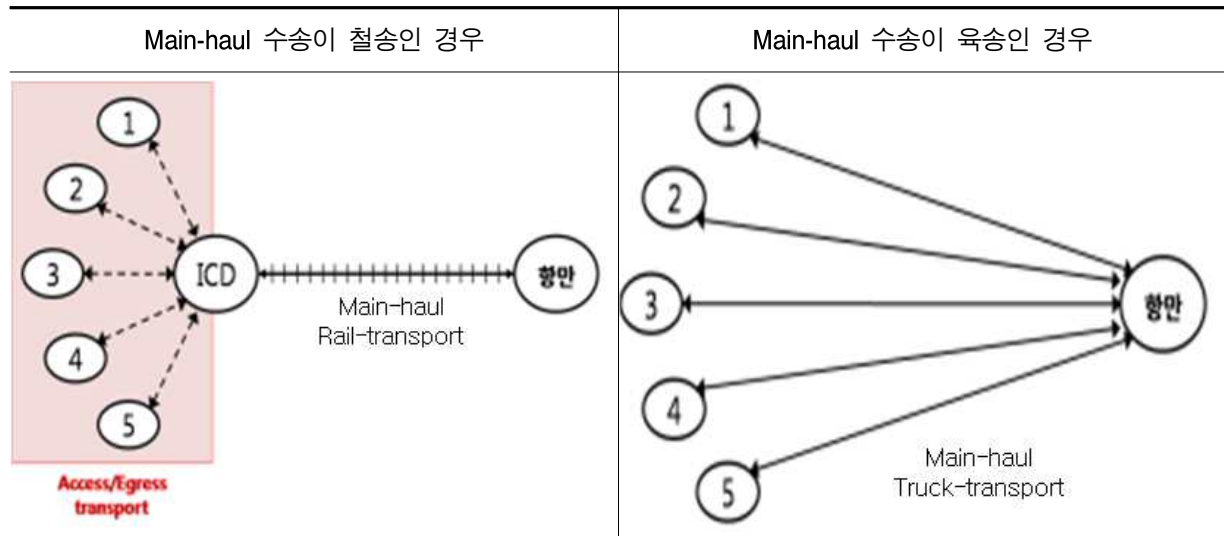 Main-haul 수송이 철송인 경우
Main-haul 수송이 육송인 경우
1
2
3
4
5
ICD
항만
Main-haul
Rail-transport
Access/Egress
transport
1
2
3
4
5
항만
Main-haul
Truck-transport